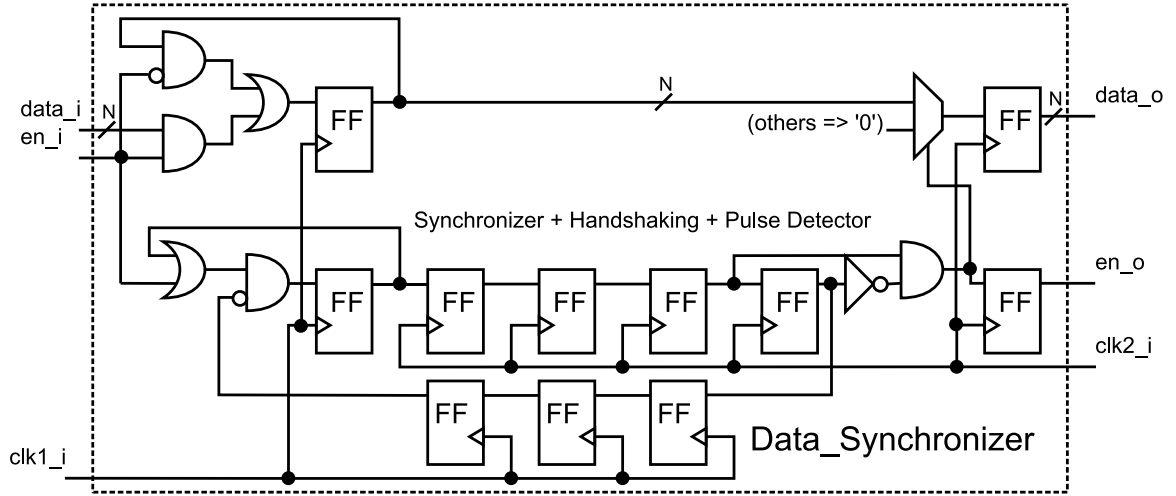 N
data_i
N
N
data_o
FF
FF
en_i
(others => '0')
Synchronizer + Handshaking + Pulse Detector
en_o
FF
FF
FF
FF
FF
FF
clk2_i
FF
FF
FF
Data_Synchronizer
clk1_i